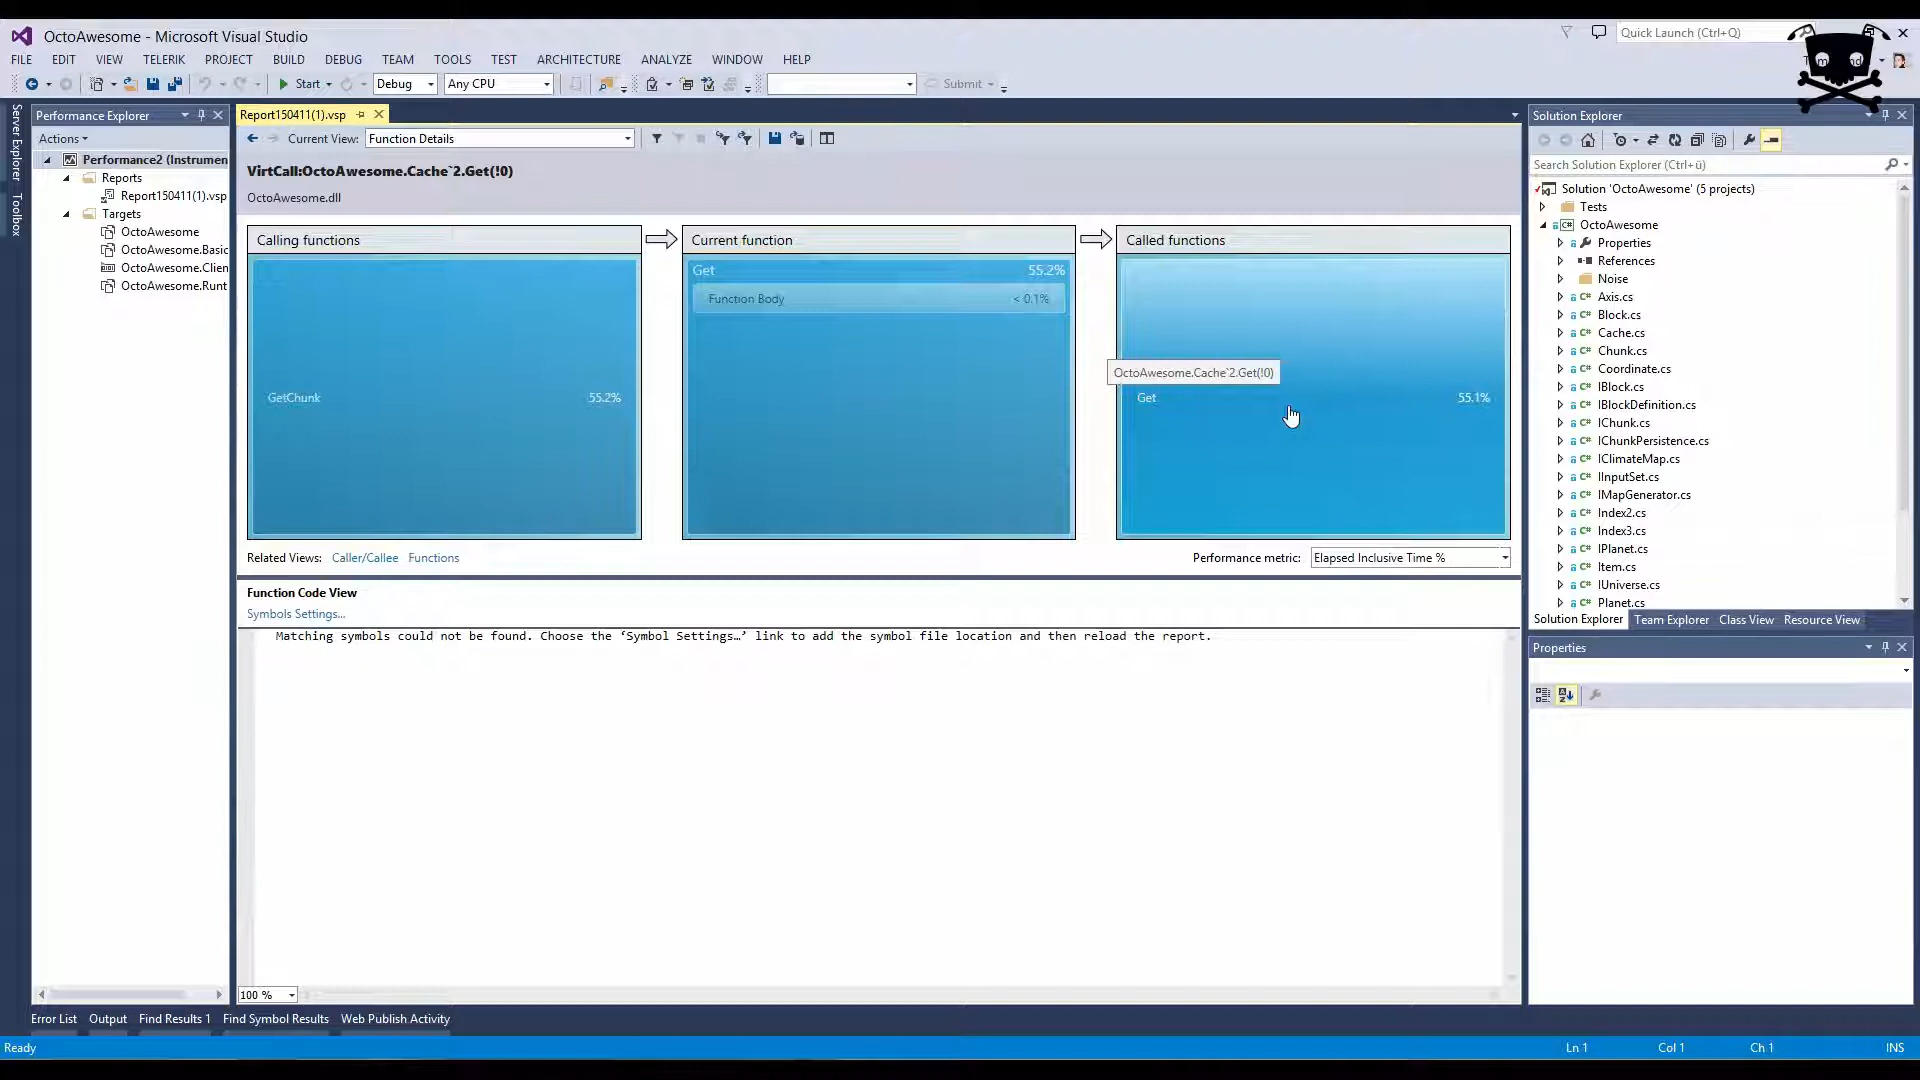 OctoAwesome - Microsoft Visual Studio
Quick Launch (Ctrl+Q)
FILE EDIT VIEW TELERIK PROJECT BUILD DEBUG TEAM TOOLS TEST ARCHITECTURE ANALYZE WINDOW HELP
Start Debug Any CPU Submit
Server Explorer
Toolbox
Performance Explorer
Actions
Performance2 (Instrumen
Reports
Report150411(1).vsp
Targets
OctoAwesome
OctoAwesome.Basic
OctoAwesome.Clien
OctoAwesome.Runt
Report150411(1).vsp
Current View: Function Details
VirtCall:OctoAwesome.Cache`2.Get(!0)
OctoAwesome.dll
Calling functions
GetChunk 55.2%
Current function
Get 55.2%
Function Body < 0.1%
Called functions
OctoAwesome.Cache`2.Get(!0)
Get 55.1%
Related Views: Caller/Callee Functions
Performance metric: Elapsed Inclusive Time %
Function Code View
Symbols Settings...
Matching symbols could not be found. Choose the ‘Symbol Settings…’ link to add the symbol file location and then reload the report.
100 %
Solution Explorer
Search Solution Explorer (Ctrl+ü)
Solution 'OctoAwesome' (5 projects)
Tests
OctoAwesome
Properties
References
Noise
Axis.cs
Block.cs
Cache.cs
Chunk.cs
Coordinate.cs
IBlock.cs
IBlockDefinition.cs
IChunk.cs
IChunkPersistence.cs
IClimateMap.cs
IInputSet.cs
IMapGenerator.cs
Index2.cs
Index3.cs
IPlanet.cs
Item.cs
IUniverse.cs
Planet.cs
Solution Explorer Team Explorer Class View Resource View
Properties
Error List Output Find Results 1 Find Symbol Results Web Publish Activity
Ready Ln 1 Col 1 Ch 1 INS